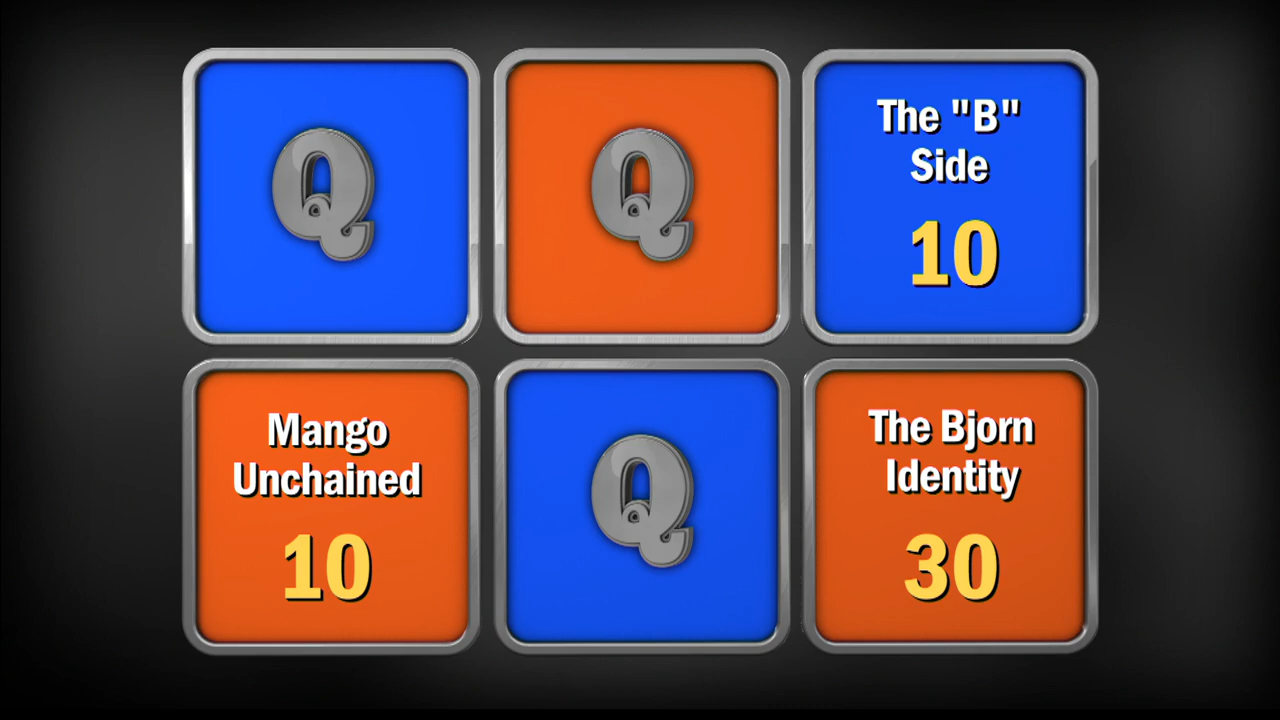 Q
Q
The "B"
Side
10
Mango
Unchained
10
Q
The Bjorn
Identity
30